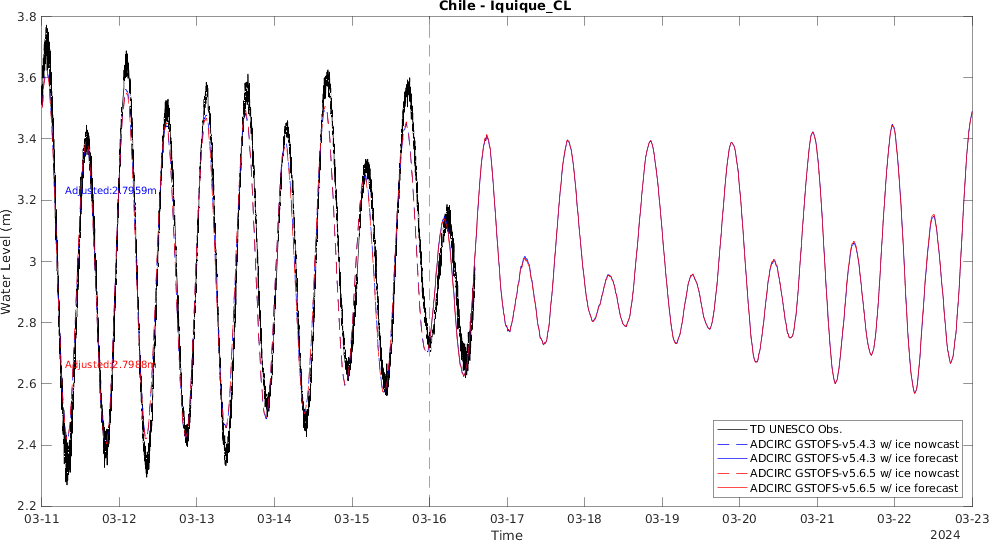 Chile - Iquique_CL
3.8
3.6
3.4
3.2
3
2.8
2.6
2.4
2.2
Water Level (m)
Adjusted:2.7959m
Adjusted:2.7988m
TD UNESCO Obs.
ADCIRC GSTOFS-v5.4.3 w/ ice nowcast
ADCIRC GSTOFS-v5.4.3 w/ ice forecast
ADCIRC GSTOFS-v5.6.5 w/ ice nowcast
ADCIRC GSTOFS-v5.6.5 w/ ice forecast
03-11 03-12 03-13 03-14 03-15 03-16 03-17 03-18 03-19 03-20 03-21 03-22 03-23
Time
2024